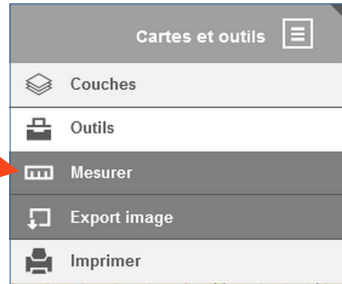 Cartes et outils
Couches
Outils
Mesurer
Export image
Imprimer